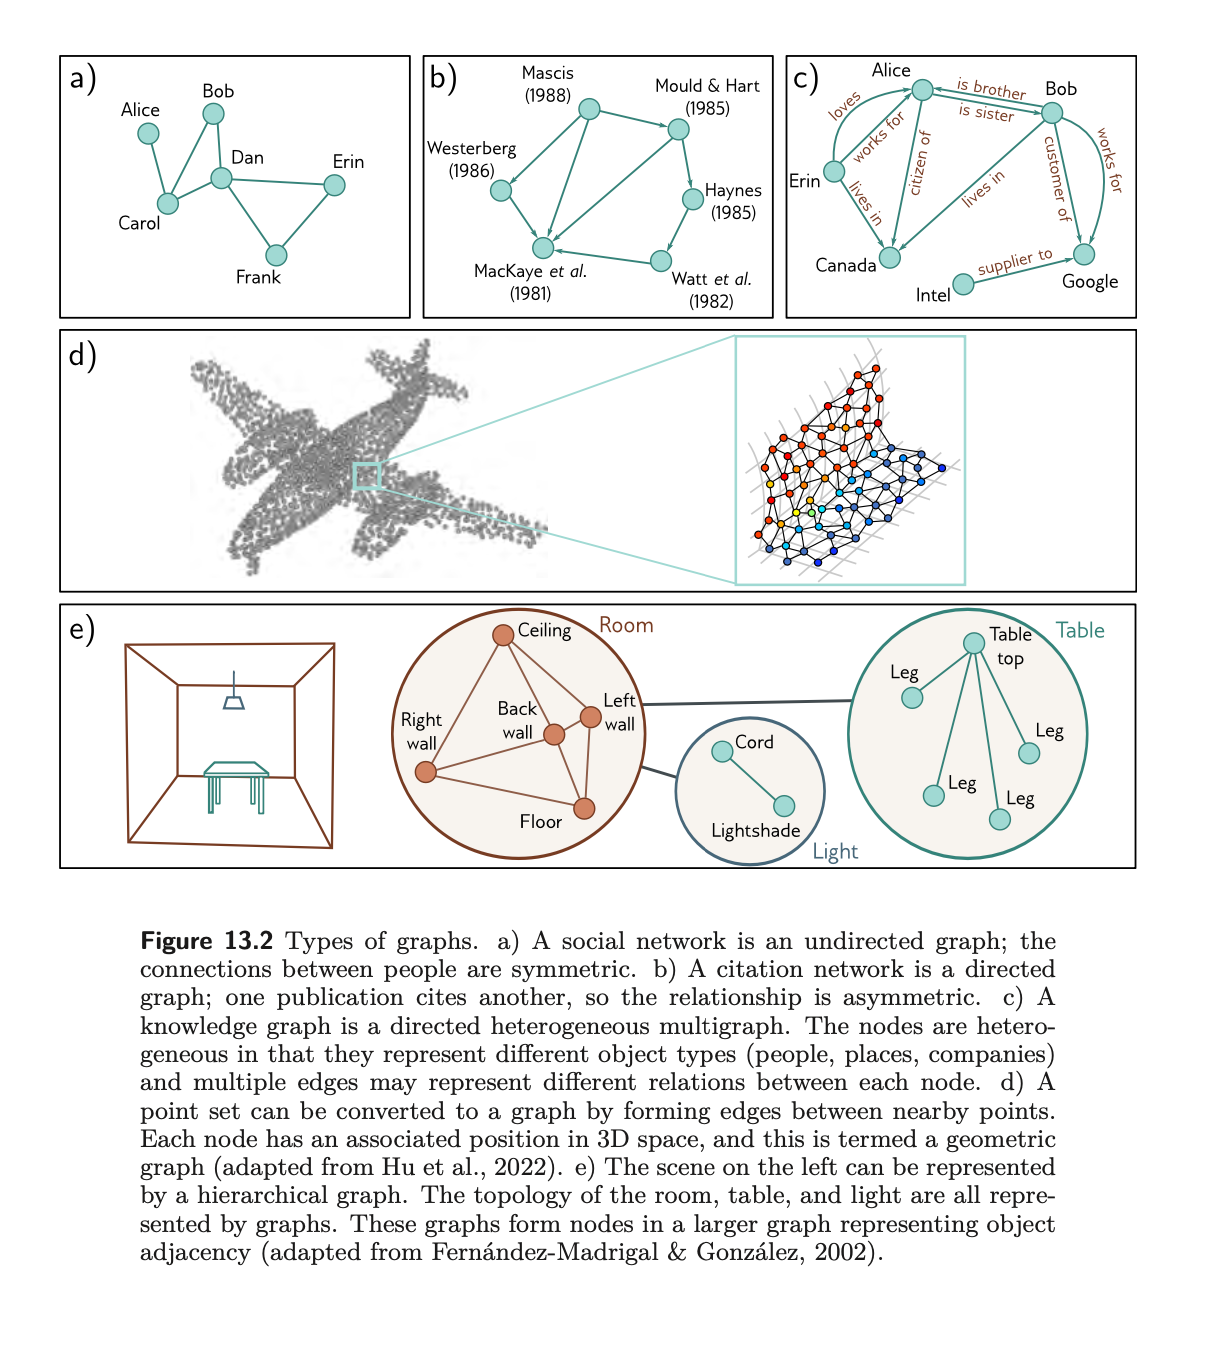 a)
Alice
Bob
Dan
Erin
Carol
Frank
b)
Mascis
(1988)
Mould & Hart
(1985)
Westerberg
(1986)
Haynes
(1985)
MacKaye et al.
(1981)
Watt et al.
(1982)
c)
Alice
Bob
is brother
is sister
loves
works for
citizen of
lives in
customer of
works for
Erin
lives in
Canada
supplier to
Intel
Google
d)
e)
Room
Ceiling
Left
wall
Back
wall
Right
wall
Floor
Cord
Lightshade
Light
Table
Table
top
Leg
Leg
Leg
Leg
Figure 13.2 Types of graphs. a) A social network is an undirected graph; the
connections between people are symmetric. b) A citation network is a directed
graph; one publication cites another, so the relationship is asymmetric. c) A
knowledge graph is a directed heterogeneous multigraph. The nodes are hetero-
geneous in that they represent different object types (people, places, companies)
and multiple edges may represent different relations between each node. d) A
point set can be converted to a graph by forming edges between nearby points.
Each node has an associated position in 3D space, and this is termed a geometric
graph (adapted from Hu et al., 2022). e) The scene on the left can be represented
by a hierarchical graph. The topology of the room, table, and light are all repre-
sented by graphs. These graphs form nodes in a larger graph representing object
adjacency (adapted from Fernández-Madrigal & González, 2002).